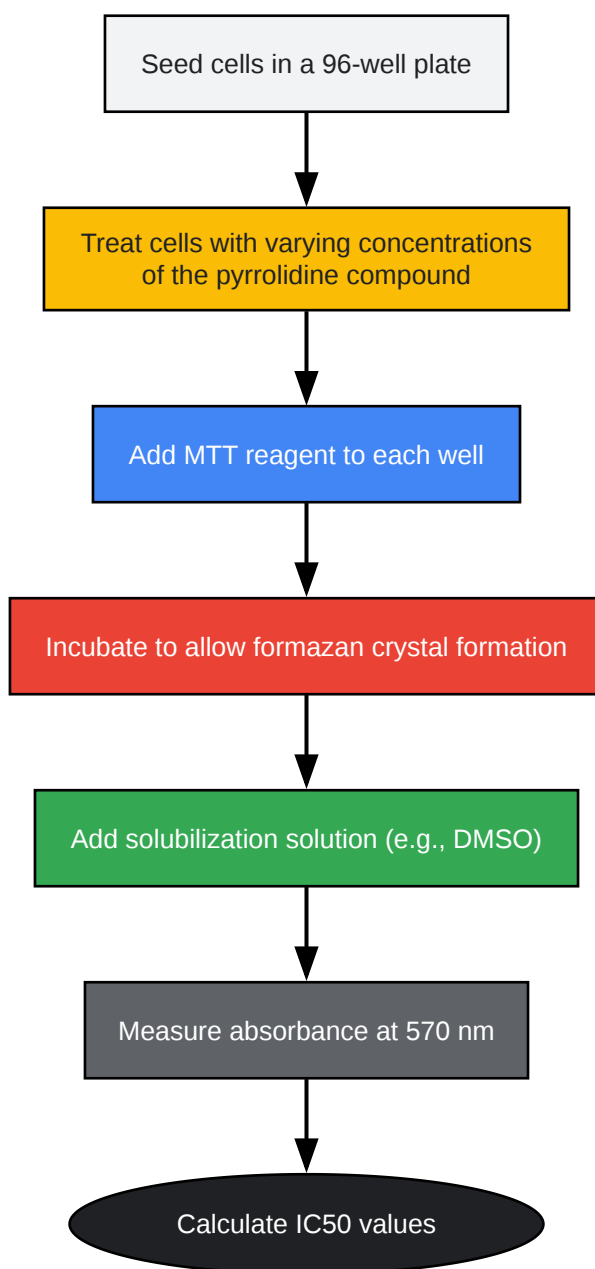 Seed cells in a 96-well plate
Treat cells with varying concentrations
of the pyrrolidine compound
Add MTT reagent to each well
Incubate to allow formazan crystal formation
Add solubilization solution (e.g., DMSO)
Measure absorbance at 570 nm
Calculate IC50 values